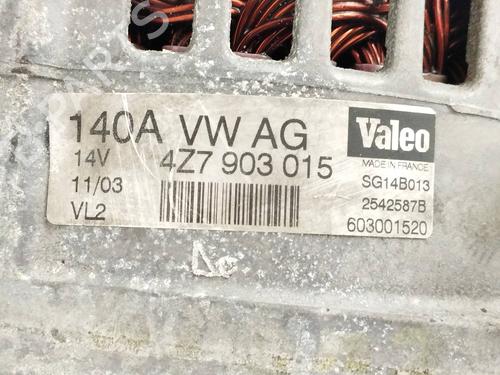 140A VW AG
14V 4Z7 903 015
11/03
VL2
Valeo
MADE IN FRANCE
SG14B013
2542587B
603001520